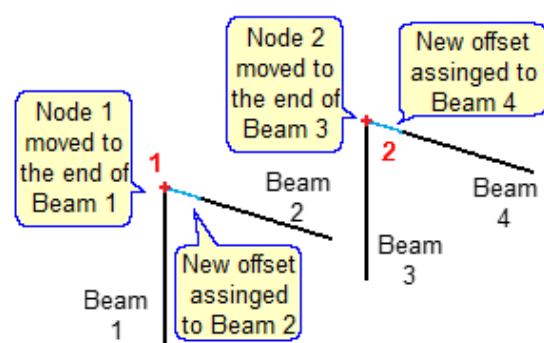 Node 1
moved to
the end of
Beam 1
1
Beam
2
New offset
assinged
to Beam 2
Beam
1
Node 2
moved to
the end of
Beam 3
New offset
assinged to
Beam 4
2
Beam
4
Beam
3